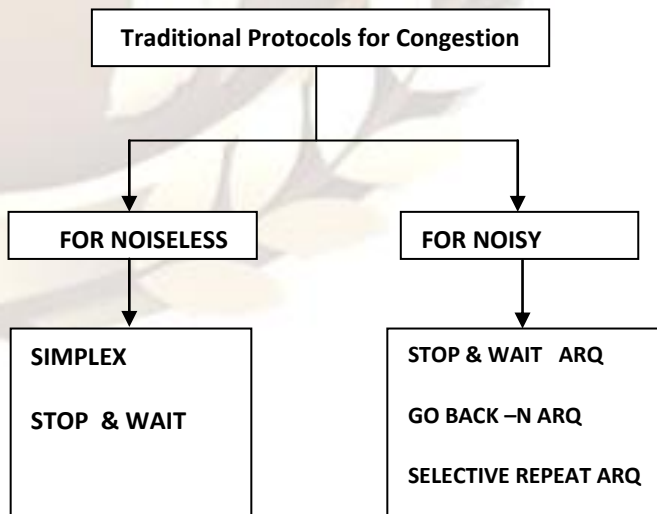 Traditional Protocols for Congestion
FOR NOISELESS
FOR NOISY
SIMPLEX
STOP & WAIT
STOP & WAIT ARQ
GO BACK –N ARQ
SELECTIVE REPEAT ARQ